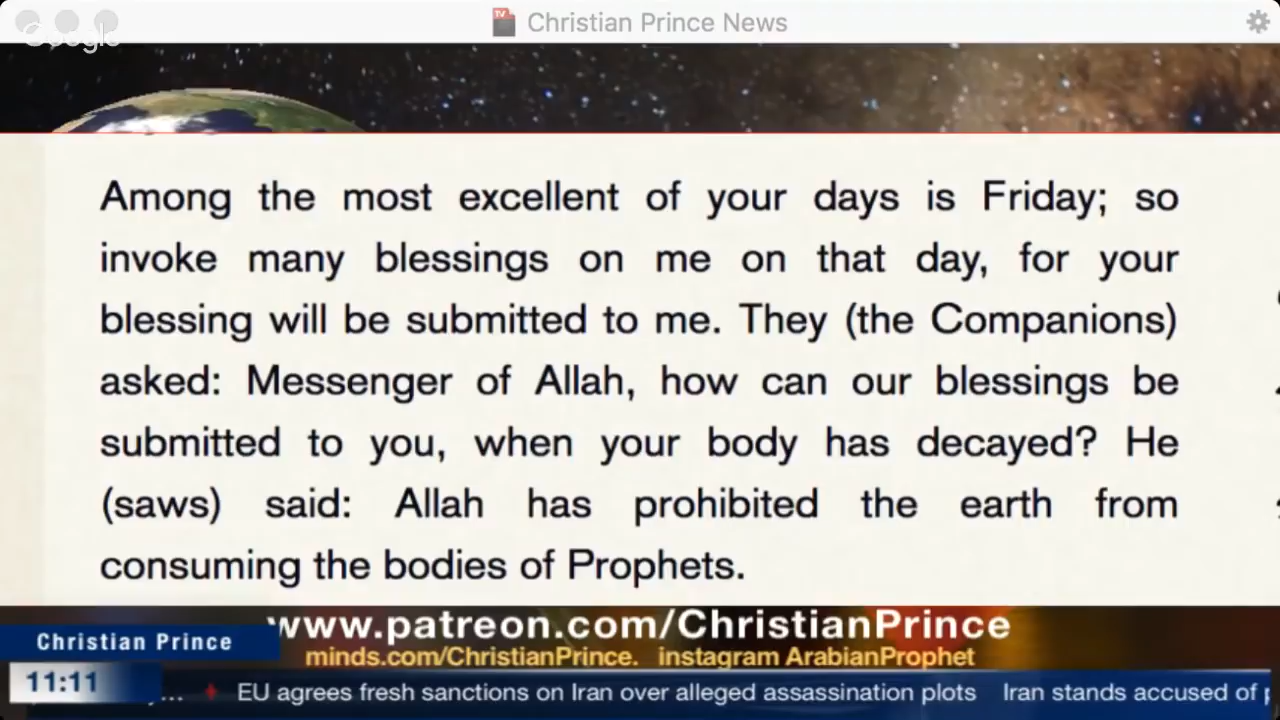 Christian Prince News
Google
Among the most excellent of your days is Friday; so
invoke many blessings on me on that day, for your
blessing will be submitted to me. They (the Companions)
asked: Messenger of Allah, how can our blessings be
submitted to you, when your body has decayed? He
(saws) said: Allah has prohibited the earth from
consuming the bodies of Prophets.
www.patreon.com/ChristianPrince
Christian Prince
minds.com/ChristianPrince. instagram ArabianProphet
11:11
... EU agrees fresh sanctions on Iran over alleged assassination plots Iran stands accused of